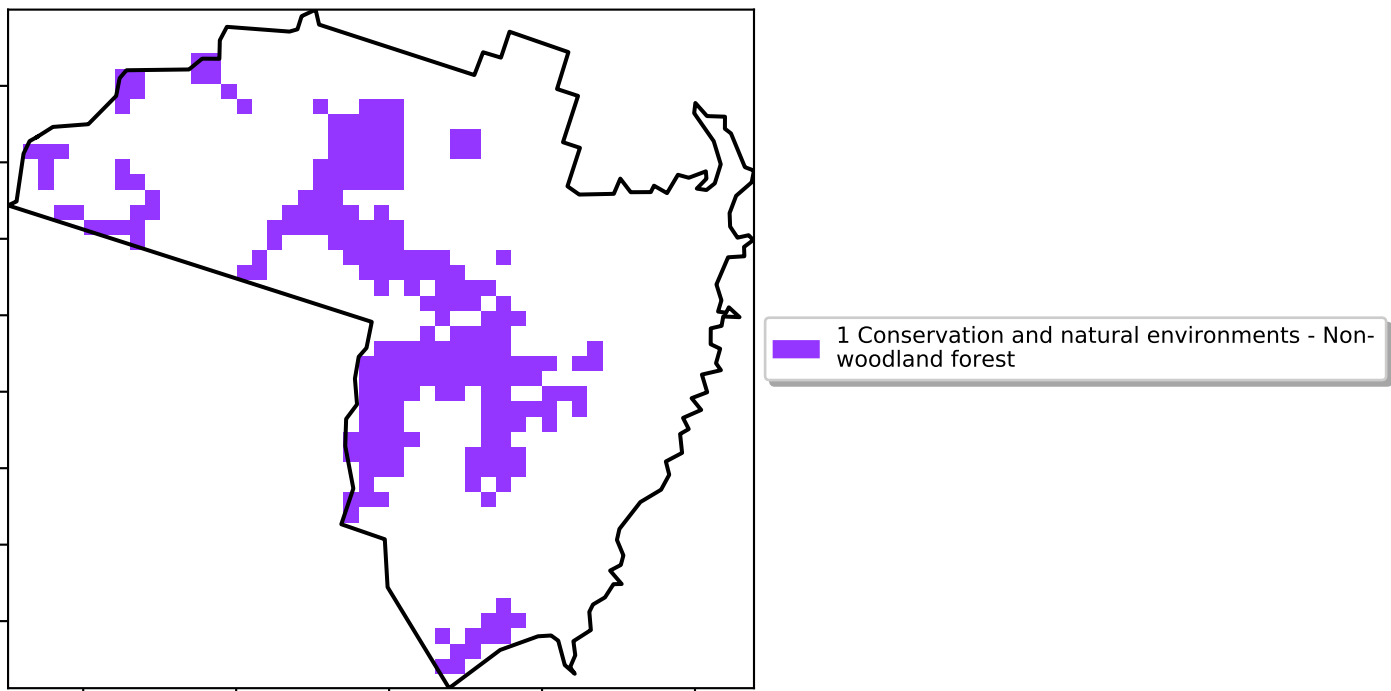 1 Conservation and natural environments - Non-
woodland forest